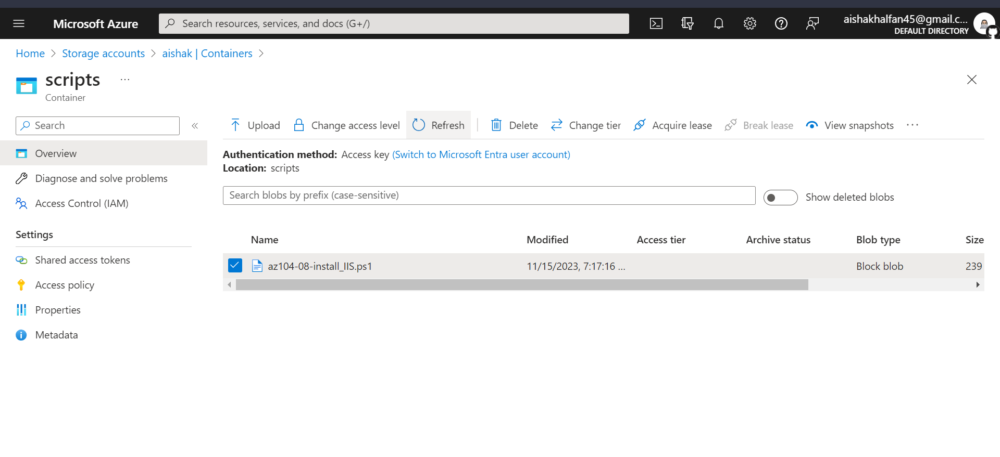 Microsoft Azure
Search resources, services, and docs (G+/)
aishakhalfan45@gmail.c...
DEFAULT DIRECTORY
Home > Storage accounts > aishak | Containers >
scripts ...
Container
Search
«
Overview
Diagnose and solve problems
Access Control (IAM)
Settings
Shared access tokens
Access policy
Properties
Metadata
Upload Change access level Refresh Delete Change tier Acquire lease Break lease View snapshots ...
Authentication method: Access key (Switch to Microsoft Entra user account)
Location: scripts
Search blobs by prefix (case-sensitive)
Show deleted blobs
Name Modified Access tier Archive status Blob type Size
az104-08-install_IIS.ps1 11/15/2023, 7:17:16 ... Block blob 239